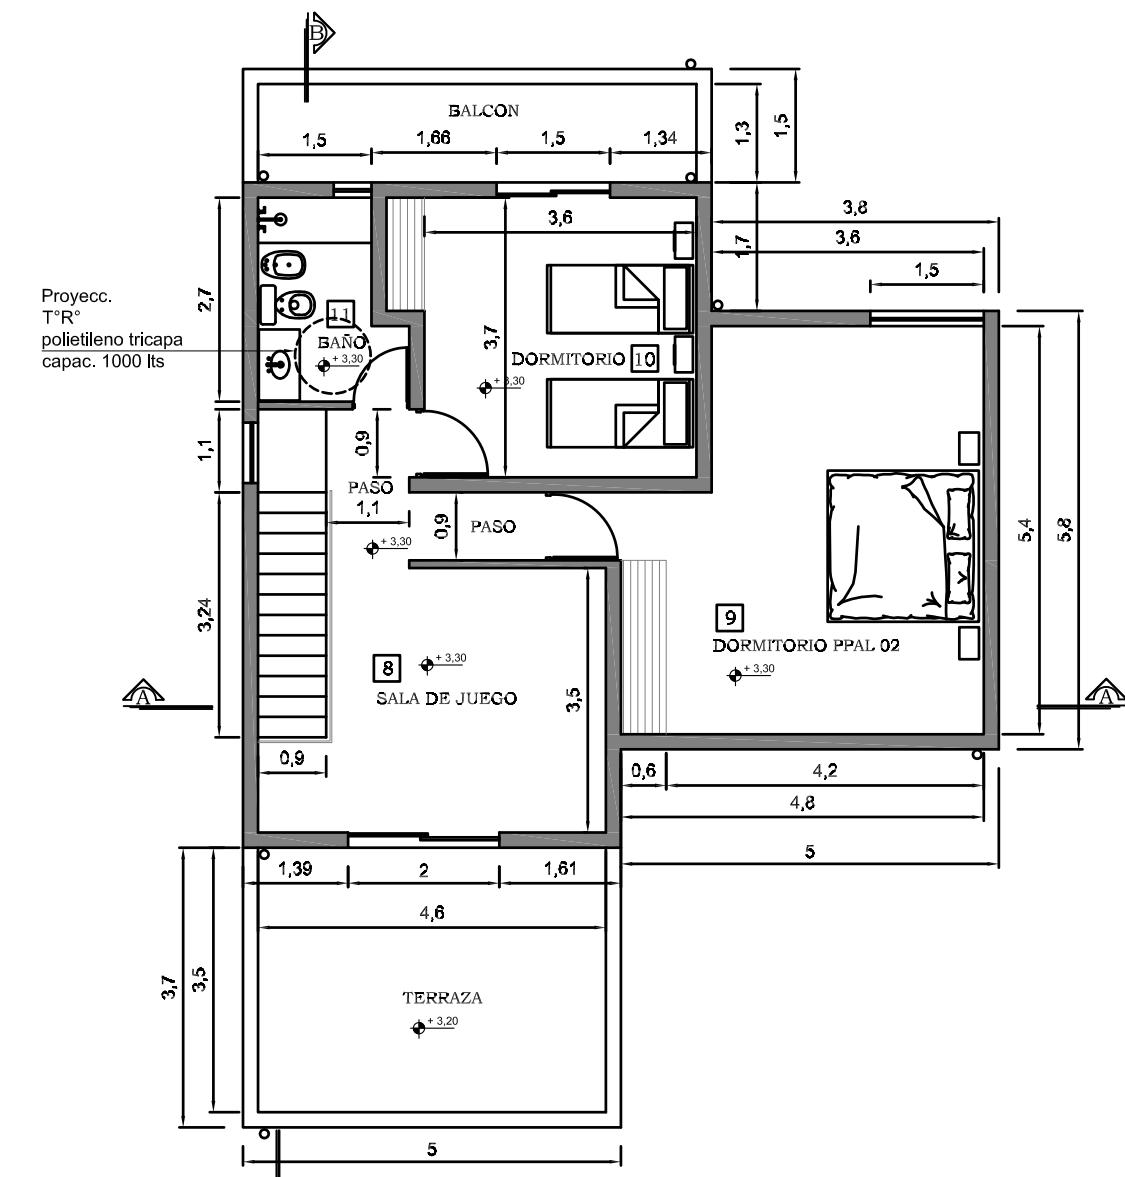 B
BALCON
1,5
1,66
1,5
1,34
1,3
1,5
3,8
3,6
1,5
1,7
3,6
2,7
3,7
Proyecc.
T°R°
polietileno tricapa
capac. 1000 lts
11
BAÑO
+ 3,30
DORMITORIO 10
+ 3,30
1,1
0,9
PASO
1,1
0,9
PASO
+ 3,30
5,4
5,8
3,24
9
DORMITORIO PPAL 02
+ 3,30
8
+ 3,30
SALA DE JUEGO
3,5
A
A
0,9
0,6
4,2
4,8
5
1,39
2
1,61
4,6
3,7
3,5
TERRAZA
+ 3,20
5